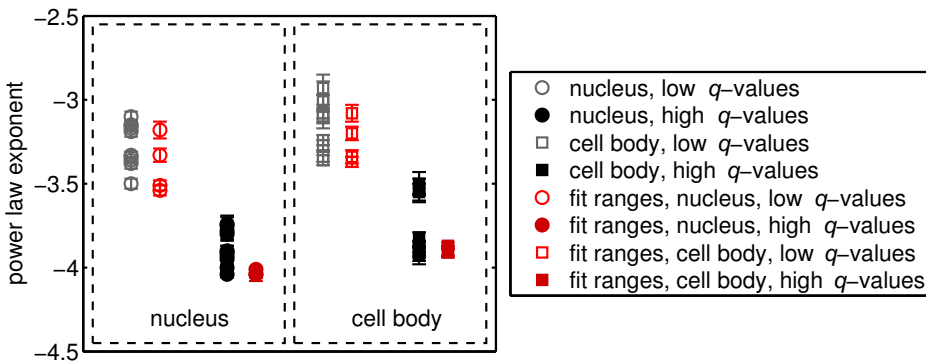 power law exponent
−2.5
−3
−3.5
−4
−4.5
nucleus
cell body
nucleus, low q−values
nucleus, high q−values
cell body, low q−values
cell body, high q−values
fit ranges, nucleus, low q−values
fit ranges, nucleus, high q−values
fit ranges, cell body, low q−values
fit ranges, cell body, high q−values